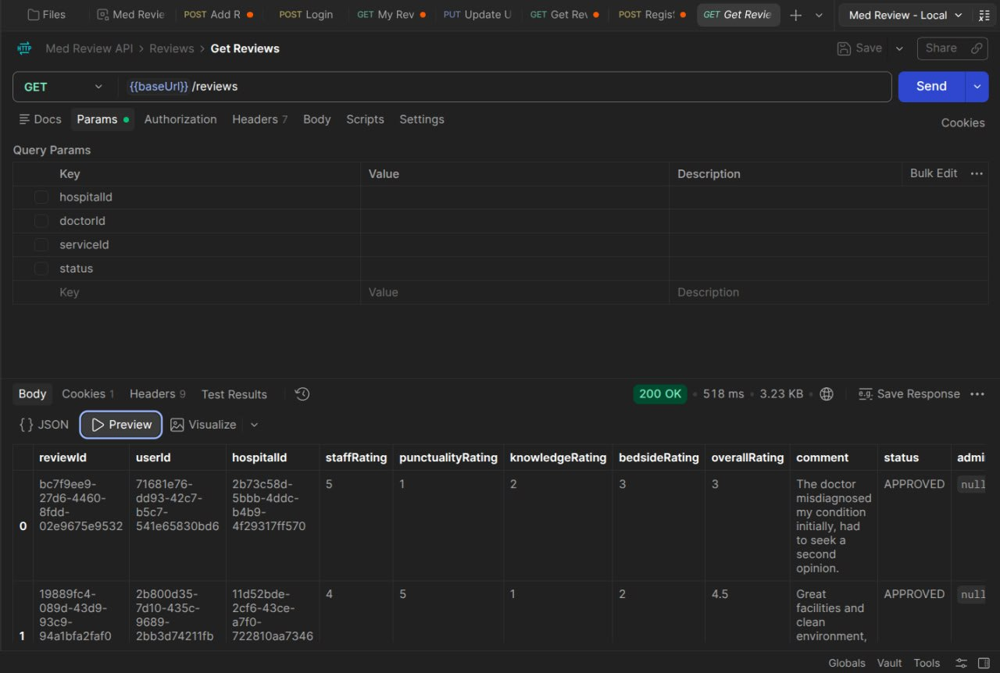 Files Med Revie POST Add R POST Login GET My Rev PUT Update U GET Get Rev POST Regis GET Get Revie Med Review - Local
HTTP Med Review API > Reviews > Get Reviews Save Share
GET {{baseUrl}} /reviews Send
Docs Params Authorization Headers 7 Body Scripts Settings Cookies
Query Params
Key Value Description Bulk Edit
hospitalId
doctorId
serviceId
status
Key Value Description
Body Cookies 1 Headers 9 Test Results 200 OK 518 ms 3.23 KB e.g. Save Response
{} JSON Preview Visualize
reviewId userId hospitalId staffRating punctualityRating knowledgeRating bedsideRating overallRating comment status admi
bc7f9ee9- 71681e76- 2b73c58d- 5 1 2 3 3 The doctor APPROVED null
27d6-4460- dd93-42c7- 5bbb-4ddc- misdiagnosed
8fdd- b5c7- b4b9- my condition
0 02e9675e9532 541e65830bd6 4f29317ff570 initially, had
to seek a
second
opinion.
19889fc4- 2b800d35- 11d52bde- 4 5 1 2 4.5 Great APPROVED null
089d-43d9- 7d10-435c- 2cf6-43ce- facilities and
93c9- 9689- a7f0- clean
1 94a1bfa2faf0 2bb3d74211fb 722810aa7346 environment,
Globals Vault Tools